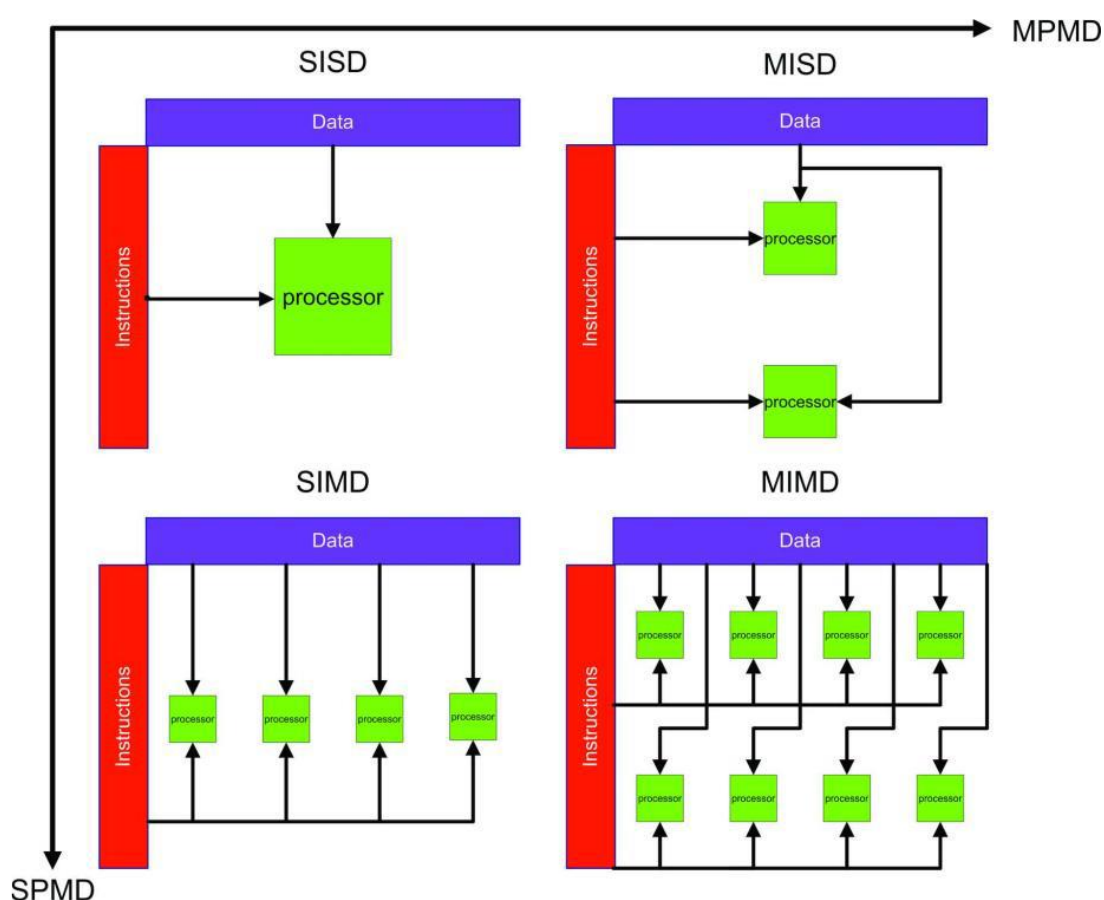 MPMD
SISD
Data
Instructions
processor
MISD
Data
Instructions
processor
processor
SIMD
Data
Instructions
processor
processor
processor
processor
MIMD
Data
Instructions
processor
processor
processor
processor
processor
processor
processor
processor
SPMD